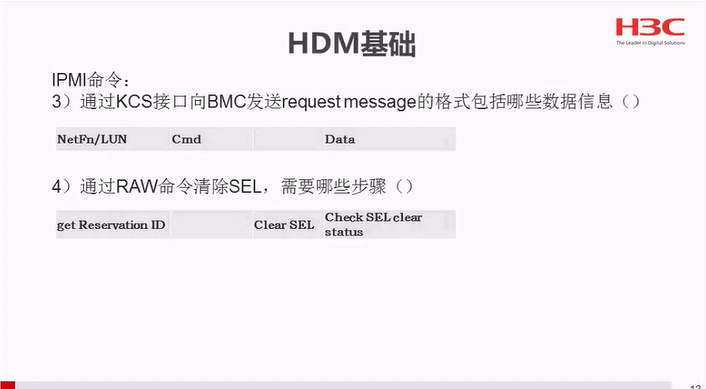 H3C
The Leader in Digital Solutions
HDM基础
IPMI命令：
3）通过KCS接口向BMC发送request message的格式包括哪些数据信息（）
NetFn/LUN Cmd Data
4）通过RAW命令清除SEL，需要哪些步骤（）
get Reservation ID Clear SEL Check SEL clear status